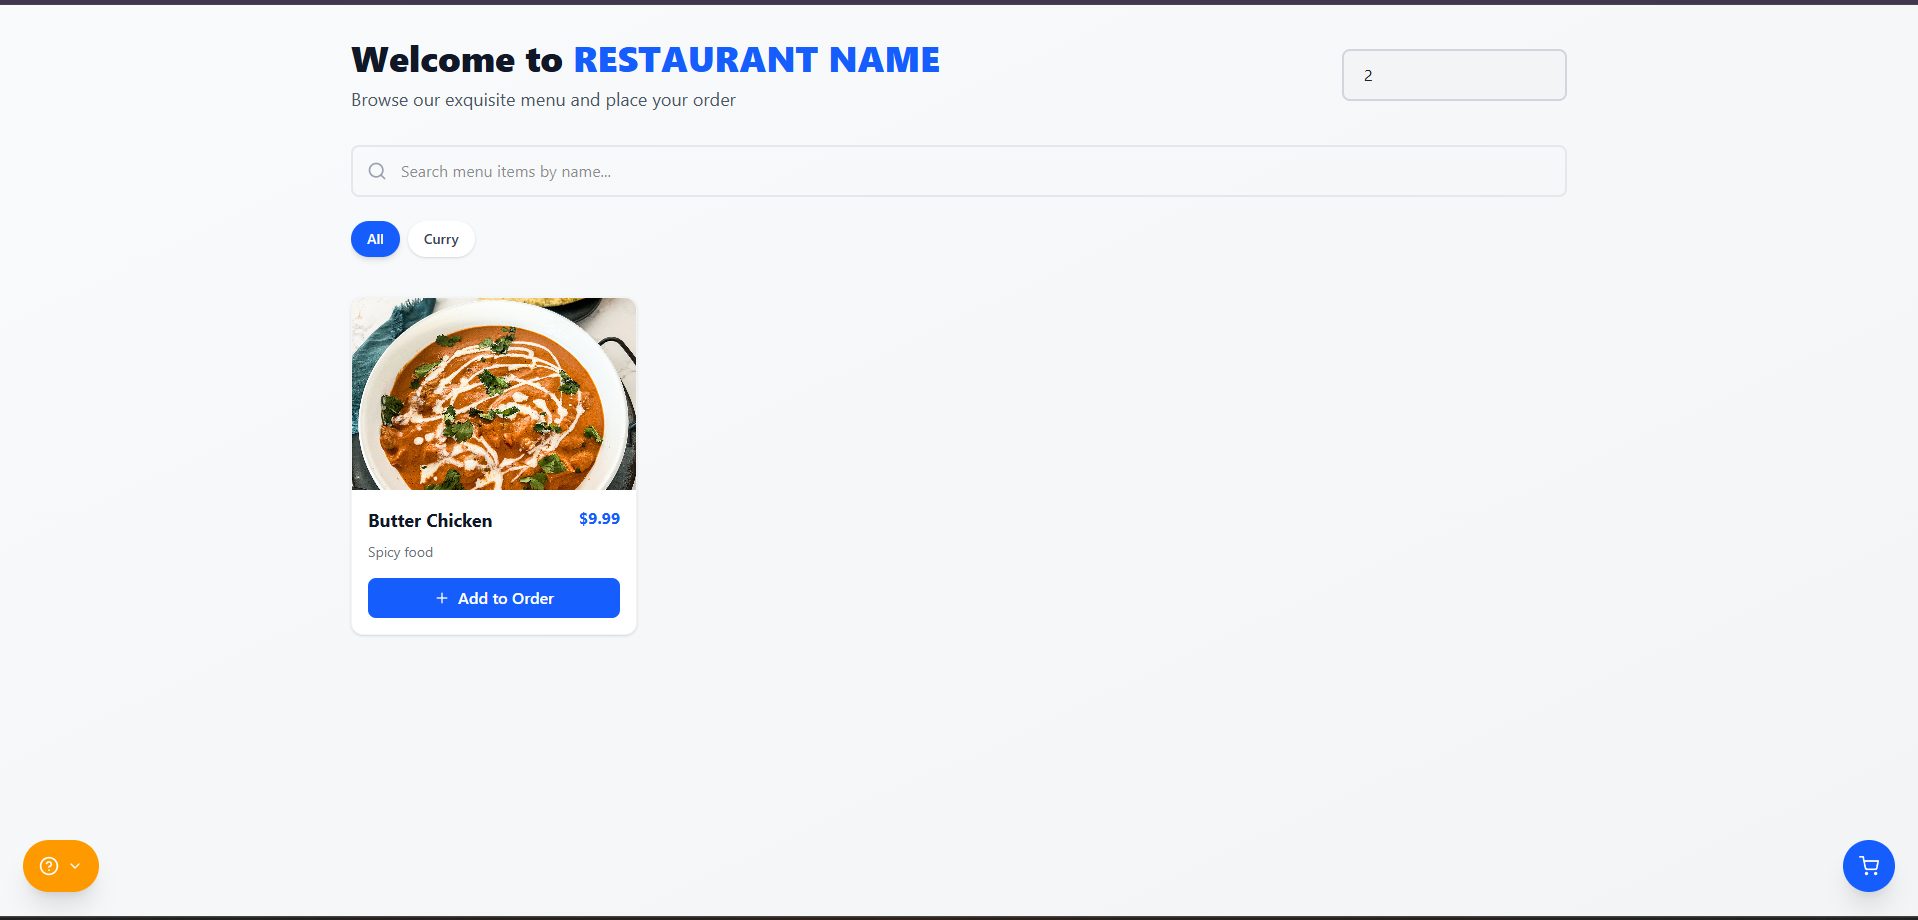 Welcome to RESTAURANT NAME
Browse our exquisite menu and place your order
2
Search menu items by name...
All
Curry
Butter Chicken
$9.99
Spicy food
+ Add to Order